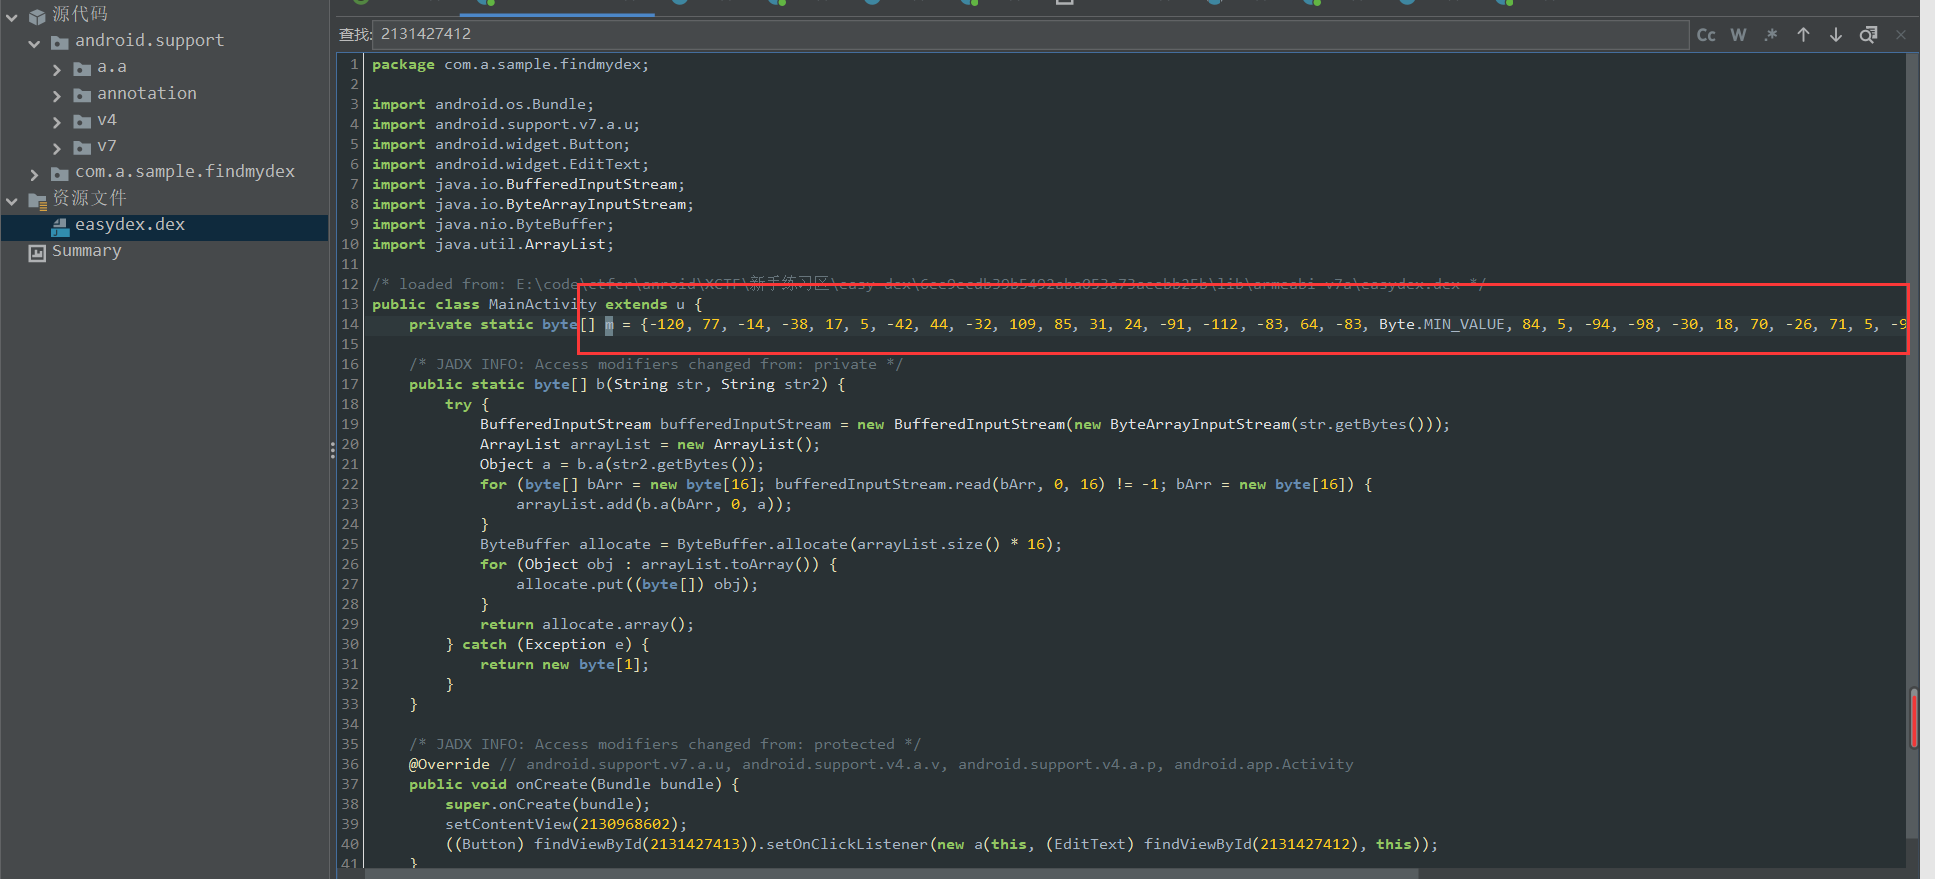 源代码
android.support
a.a
annotation
v4
v7
com.a.sample.findmydex
资源文件
easydex.dex
Summary
查找: 2131427412
Cc W .*
1 package com.a.sample.findmydex;
2
3 import android.os.Bundle;
4 import android.support.v7.a.u;
5 import android.widget.Button;
6 import android.widget.EditText;
7 import java.io.BufferedInputStream;
8 import java.io.ByteArrayInputStream;
9 import java.nio.ByteBuffer;
10 import java.util.ArrayList;
11
12 /* loaded from: E:\code\ctfer\anroid\XCTF\新手练习区\easy-dex\6ec9ecdb39b5492aba053a73aeebb25b\lib\armeabi-v7a\easydex.dex */
13 public class MainActivity extends u {
14 private static byte[] m = {-120, 77, -14, -38, 17, 5, -42, 44, -32, 109, 85, 31, 24, -91, -112, -83, 64, -83, Byte.MIN_VALUE, 84, 5, -94, -98, -30, 18, 70, -26, 71, 5, -9
15
16 /* JADX INFO: Access modifiers changed from: private */
17 public static byte[] b(String str, String str2) {
18 try {
19 BufferedInputStream bufferedInputStream = new BufferedInputStream(new ByteArrayInputStream(str.getBytes()));
20 ArrayList arrayList = new ArrayList();
21 Object a = b.a(str2.getBytes());
22 for (byte[] bArr = new byte[16]; bufferedInputStream.read(bArr, 0, 16) != -1; bArr = new byte[16]) {
23 arrayList.add(b.a(bArr, 0, a));
24 }
25 ByteBuffer allocate = ByteBuffer.allocate(arrayList.size() * 16);
26 for (Object obj : arrayList.toArray()) {
27 allocate.put((byte[]) obj);
28 }
29 return allocate.array();
30 } catch (Exception e) {
31 return new byte[1];
32 }
33 }
34
35 /* JADX INFO: Access modifiers changed from: protected */
36 @Override // android.support.v7.a.u, android.support.v4.a.v, android.support.v4.a.p, android.app.Activity
37 public void onCreate(Bundle bundle) {
38 super.onCreate(bundle);
39 setContentView(2130968602);
40 ((Button) findViewById(2131427413)).setOnClickListener(new a(this, (EditText) findViewById(2131427412), this));
41 }